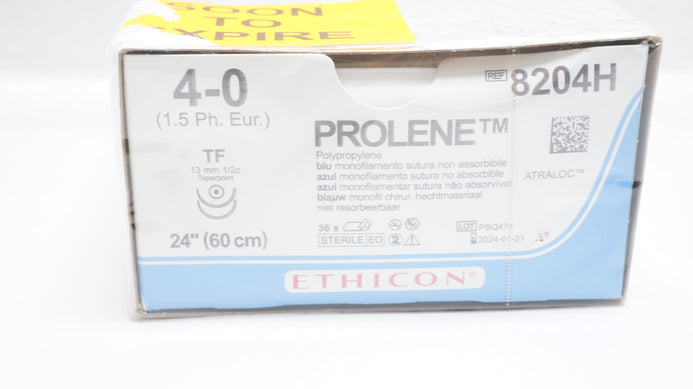 SOON
TO
EXPIRE
4-0
(1.5 Ph. Eur.)
TF
13 mm 1/2c
Taperpoint
24" (60 cm)
REF 8204H
PROLENE™
Polypropylene
blu monofilamento sutura non assorbibile
azul monofilamento sutura no absorbible
azul monofilamentar sutura não absorvível
blauw monofil chirur. hechtmateriaal
niet resorbeerbaar
ATRALOC™
36 x
STERILE EO
LOT PBQ474
2024-01-31
ETHICON®